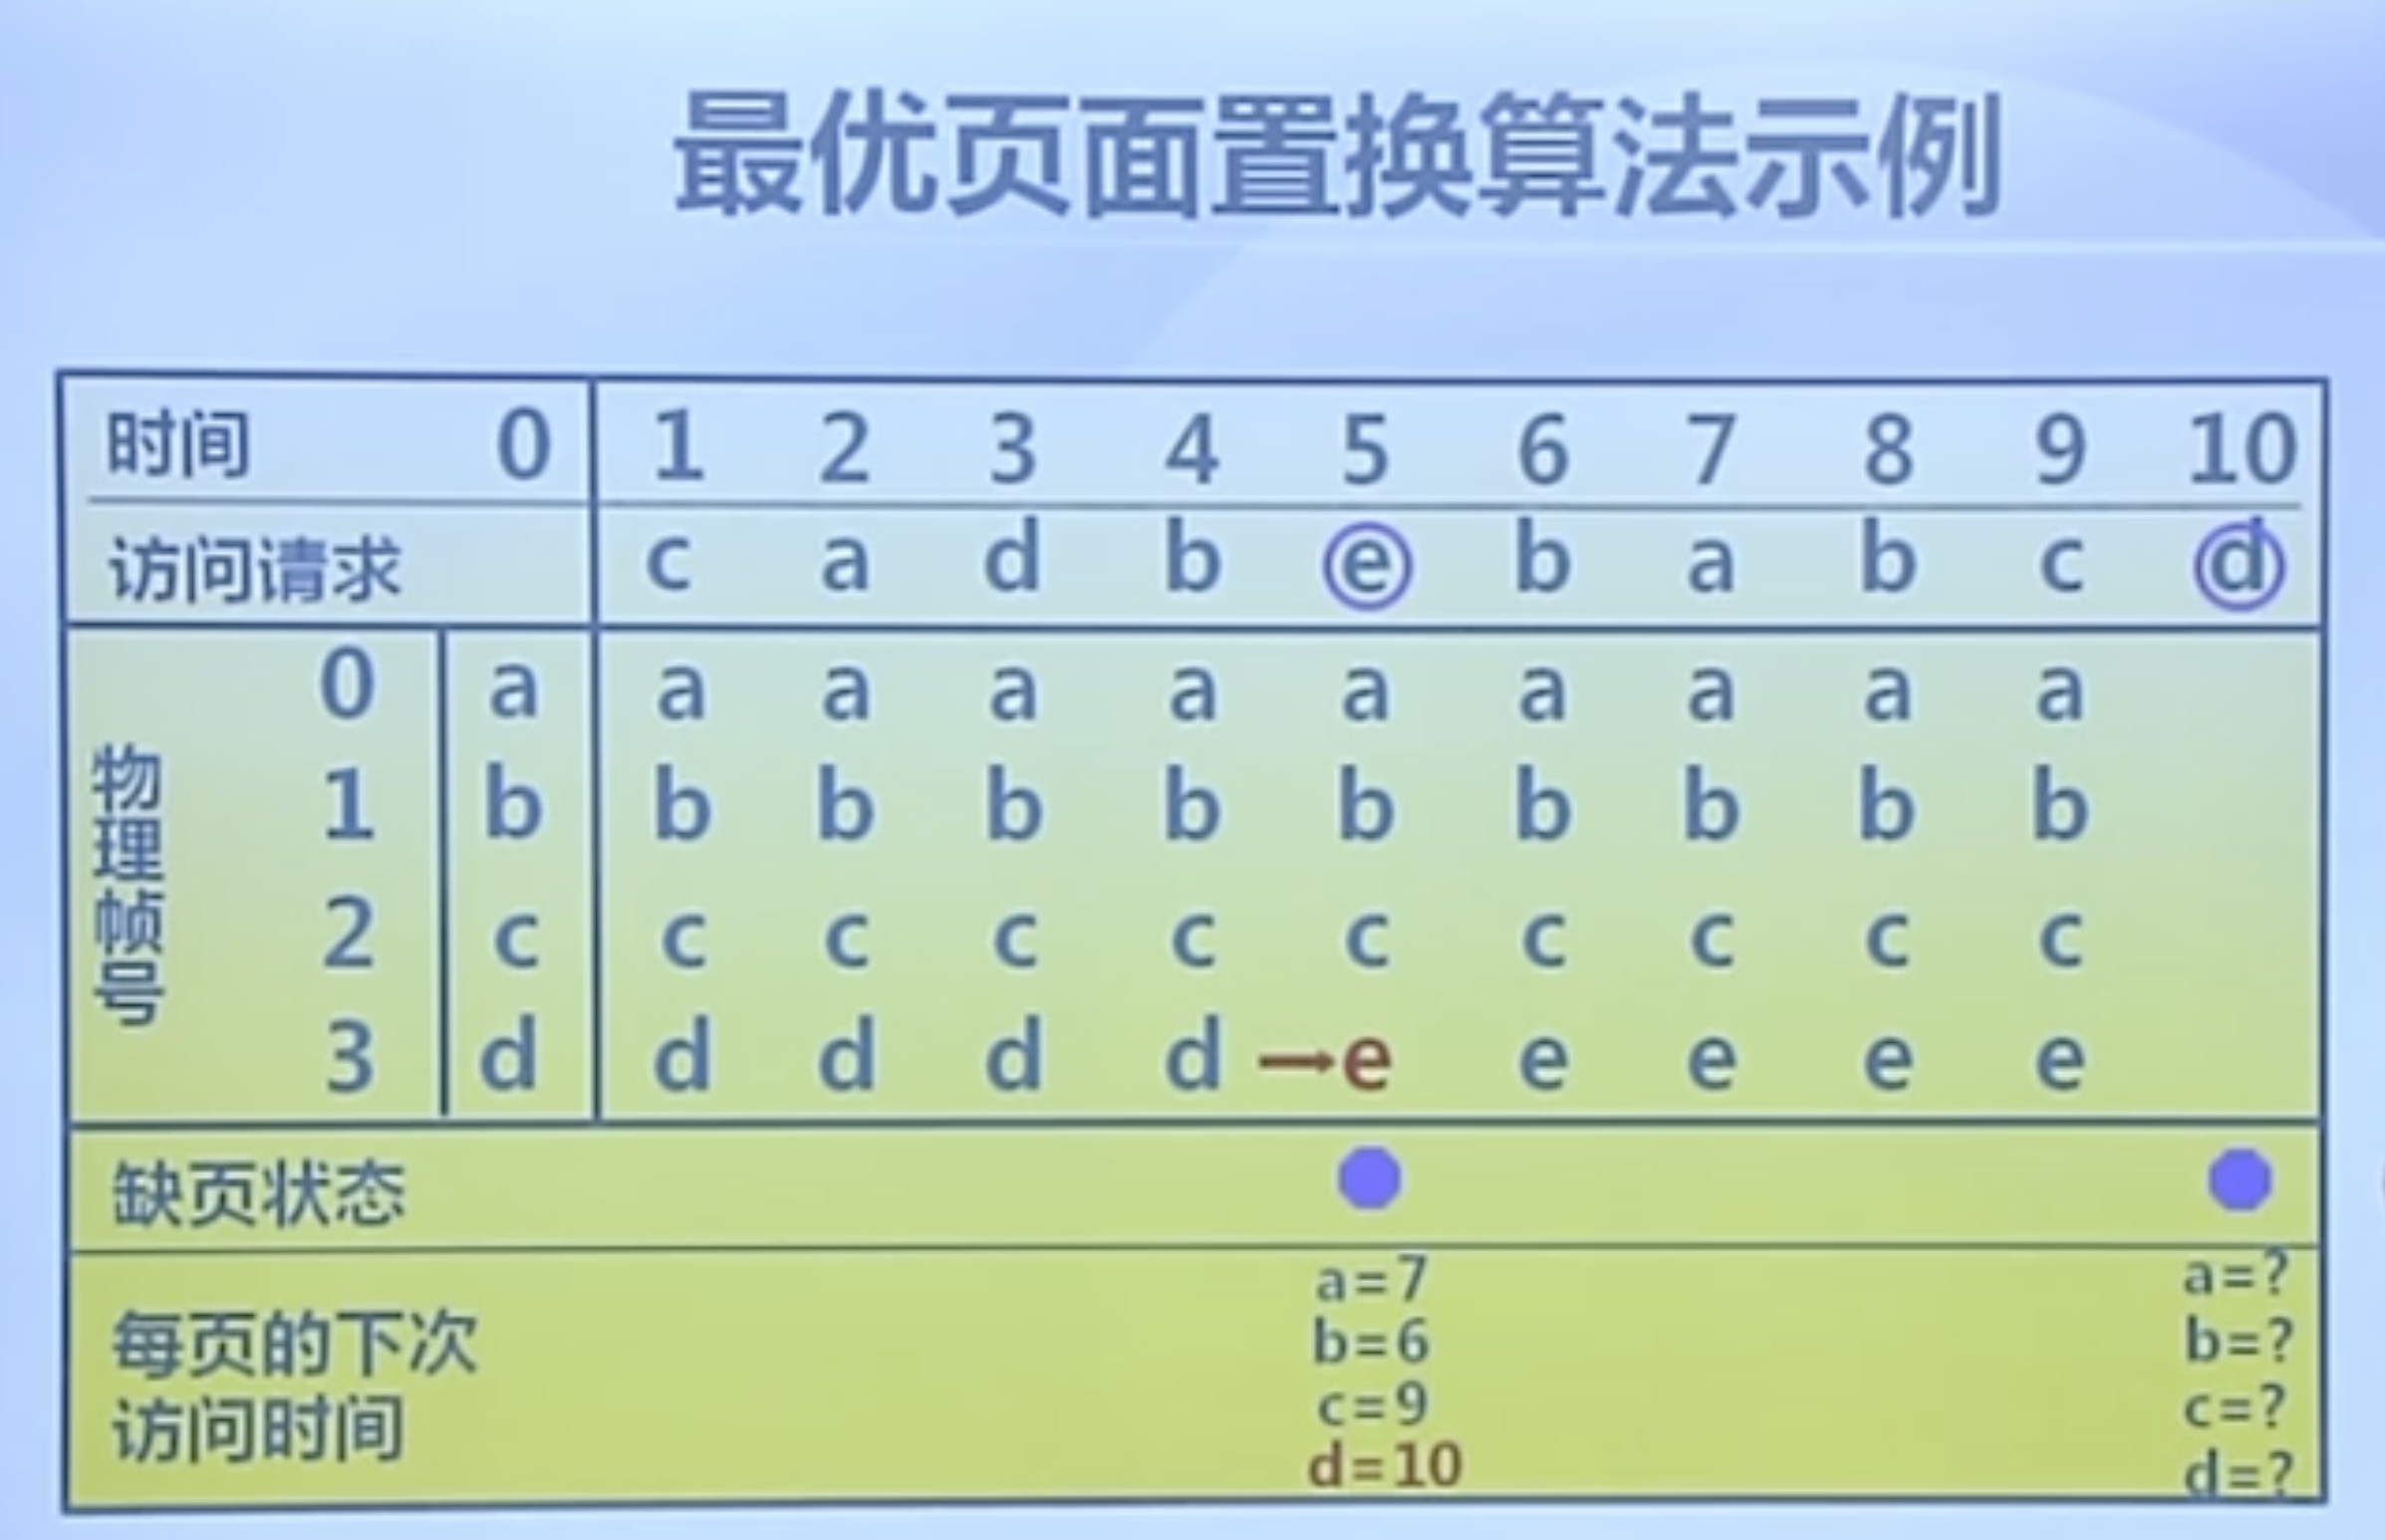 最优页面置换算法示例
时间 0 1 2 3 4 5 6 7 8 9 10
访问请求 c a d b e b a b c d
物理帧号
0 a a a a a a a a a a
1 b b b b b b b b b b
2 c c c c c c c c c c
3 d d d d d →e e e e e
缺页状态
每页的下次
访问时间
a=7
b=6
c=9
d=10
a=?
b=?
c=?
d=?